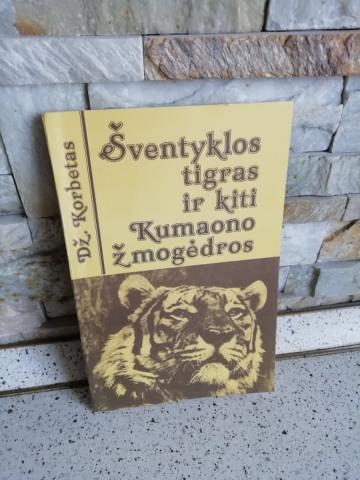 Dž. Korbetas
Šventyklos
tigras
ir kiti
Kumaono
žmogėdros